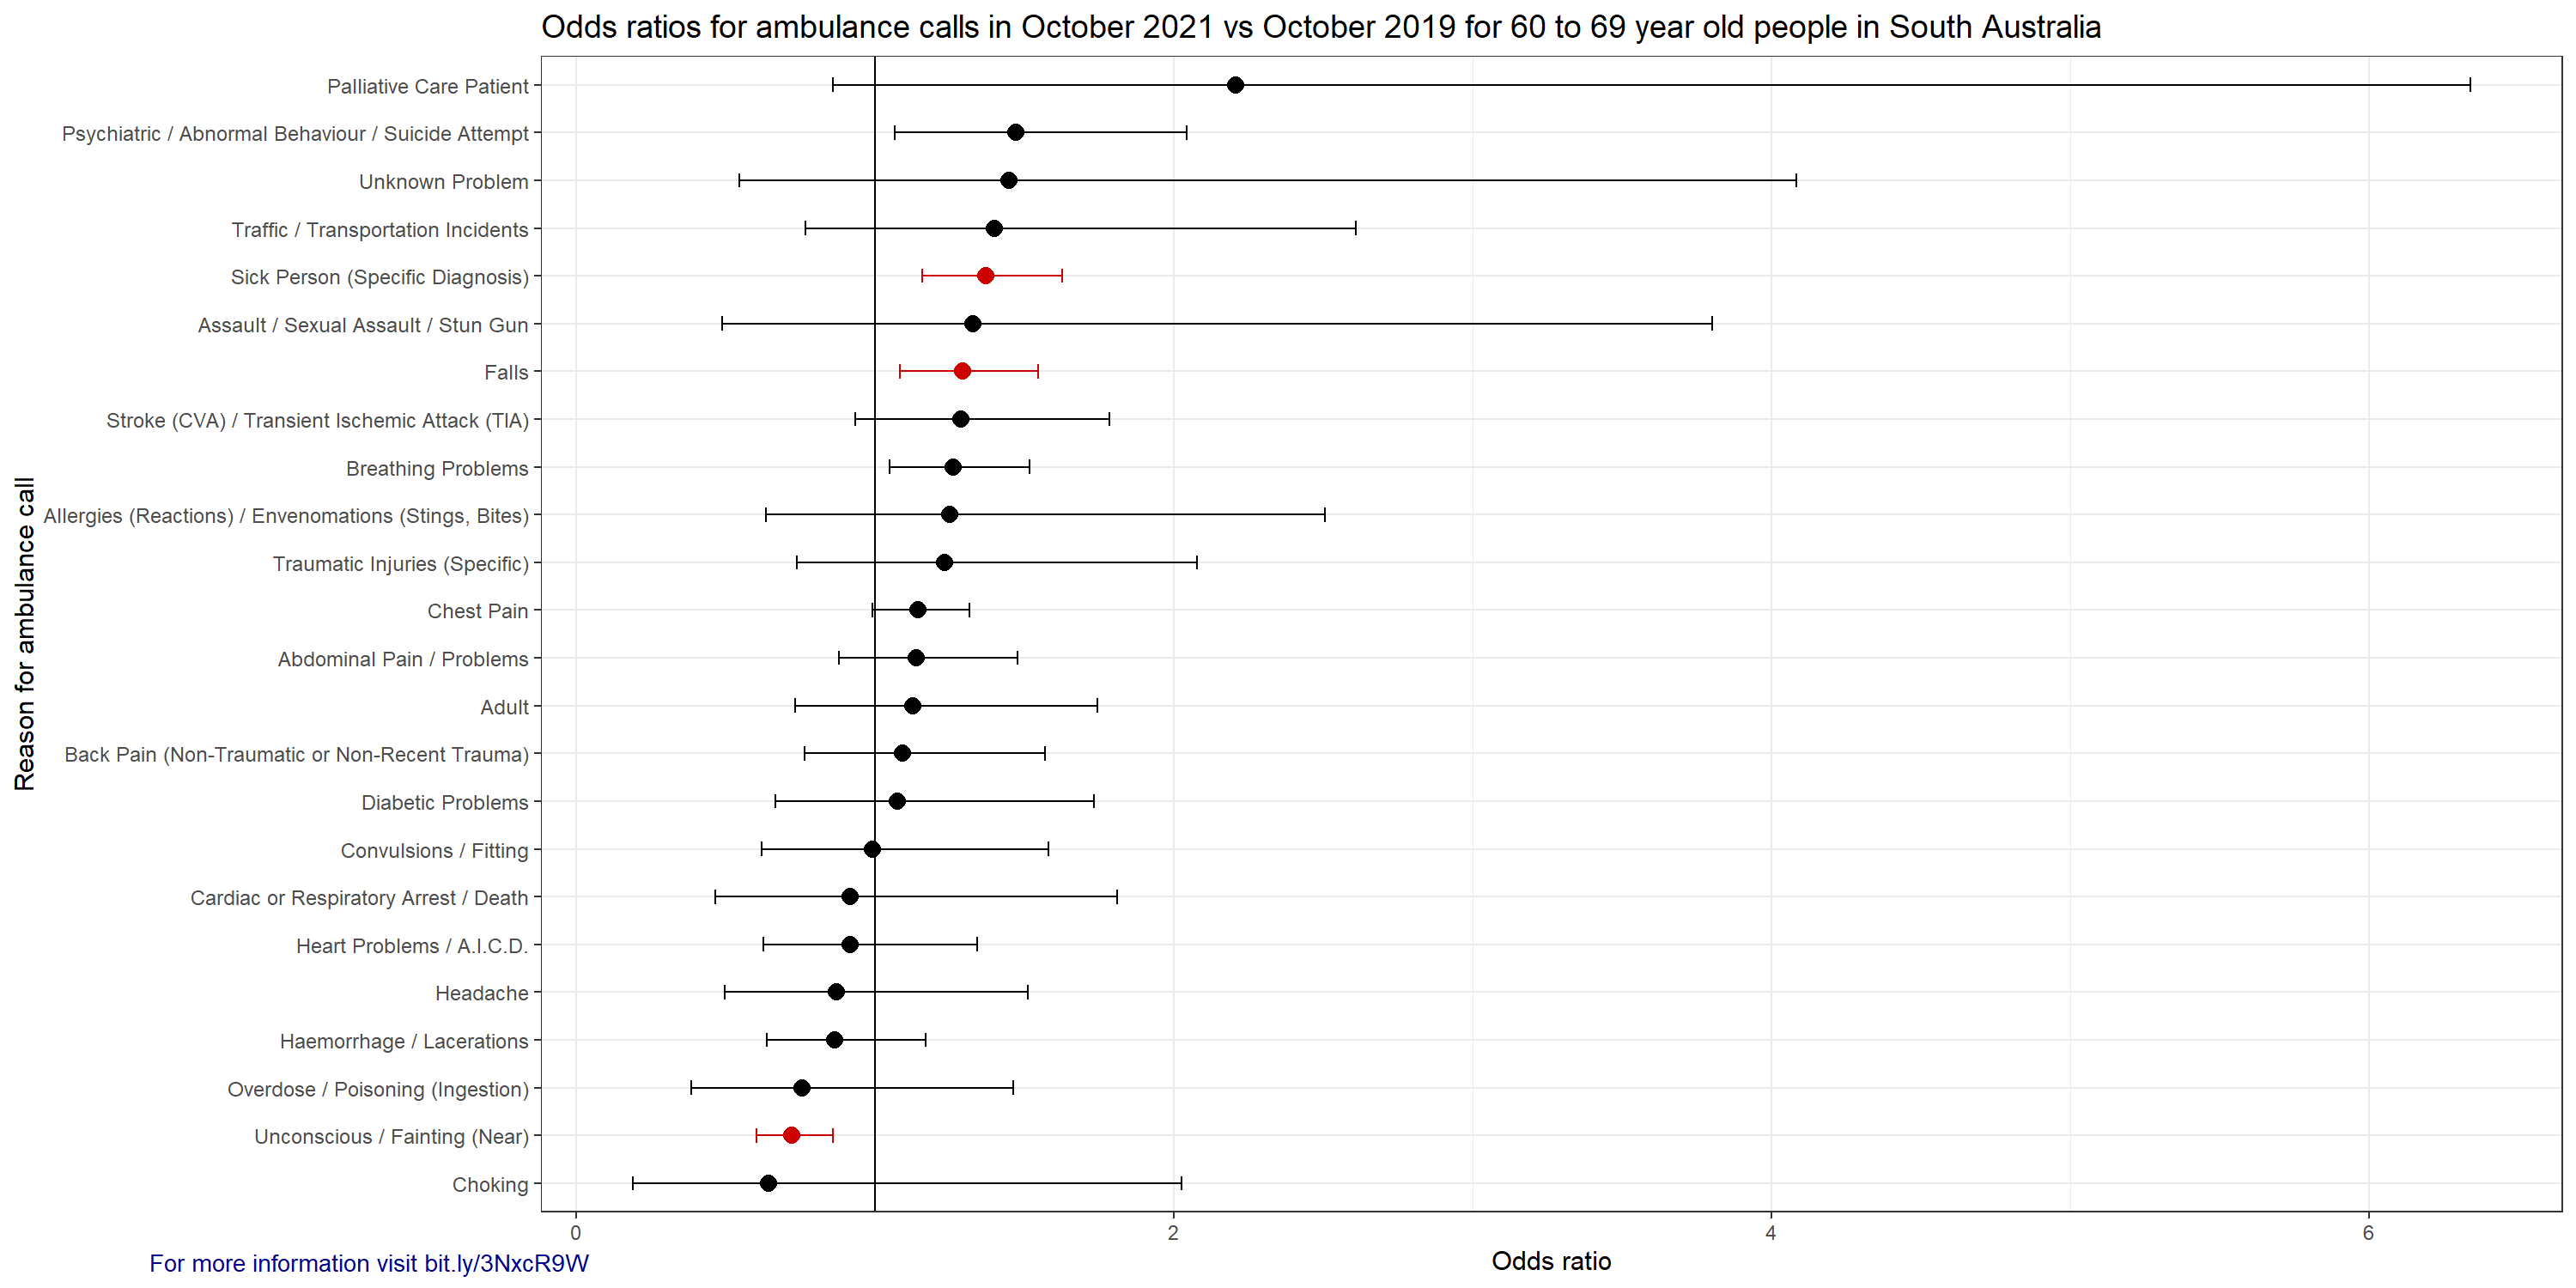 Odds ratios for ambulance calls in October 2021 vs October 2019 for 60 to 69 year old people in South Australia
Reason for ambulance call
Palliative Care Patient
Psychiatric / Abnormal Behaviour / Suicide Attempt
Unknown Problem
Traffic / Transportation Incidents
Sick Person (Specific Diagnosis)
Assault / Sexual Assault / Stun Gun
Falls
Stroke (CVA) / Transient Ischemic Attack (TIA)
Breathing Problems
Allergies (Reactions) / Envenomations (Stings, Bites)
Traumatic Injuries (Specific)
Chest Pain
Abdominal Pain / Problems
Adult
Back Pain (Non-Traumatic or Non-Recent Trauma)
Diabetic Problems
Convulsions / Fitting
Cardiac or Respiratory Arrest / Death
Heart Problems / A.I.C.D.
Headache
Haemorrhage / Lacerations
Overdose / Poisoning (Ingestion)
Unconscious / Fainting (Near)
Choking
0 2 4 6
Odds ratio
For more information visit bit.ly/3NxcR9W